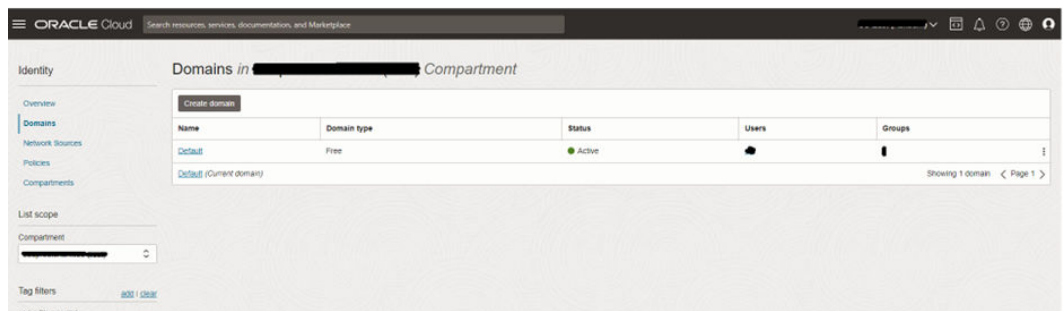 ORACLE Cloud
Search resources, services, documentation, and Marketplace
Identity
Overview
Domains
Network Sources
Policies
Compartments
List scope
Compartment
Tag filters add | clear
Domains in Compartment
Create domain
Name Domain type Status Users Groups
Default Free Active
Default (Current domain) Showing 1 domain < Page 1 >